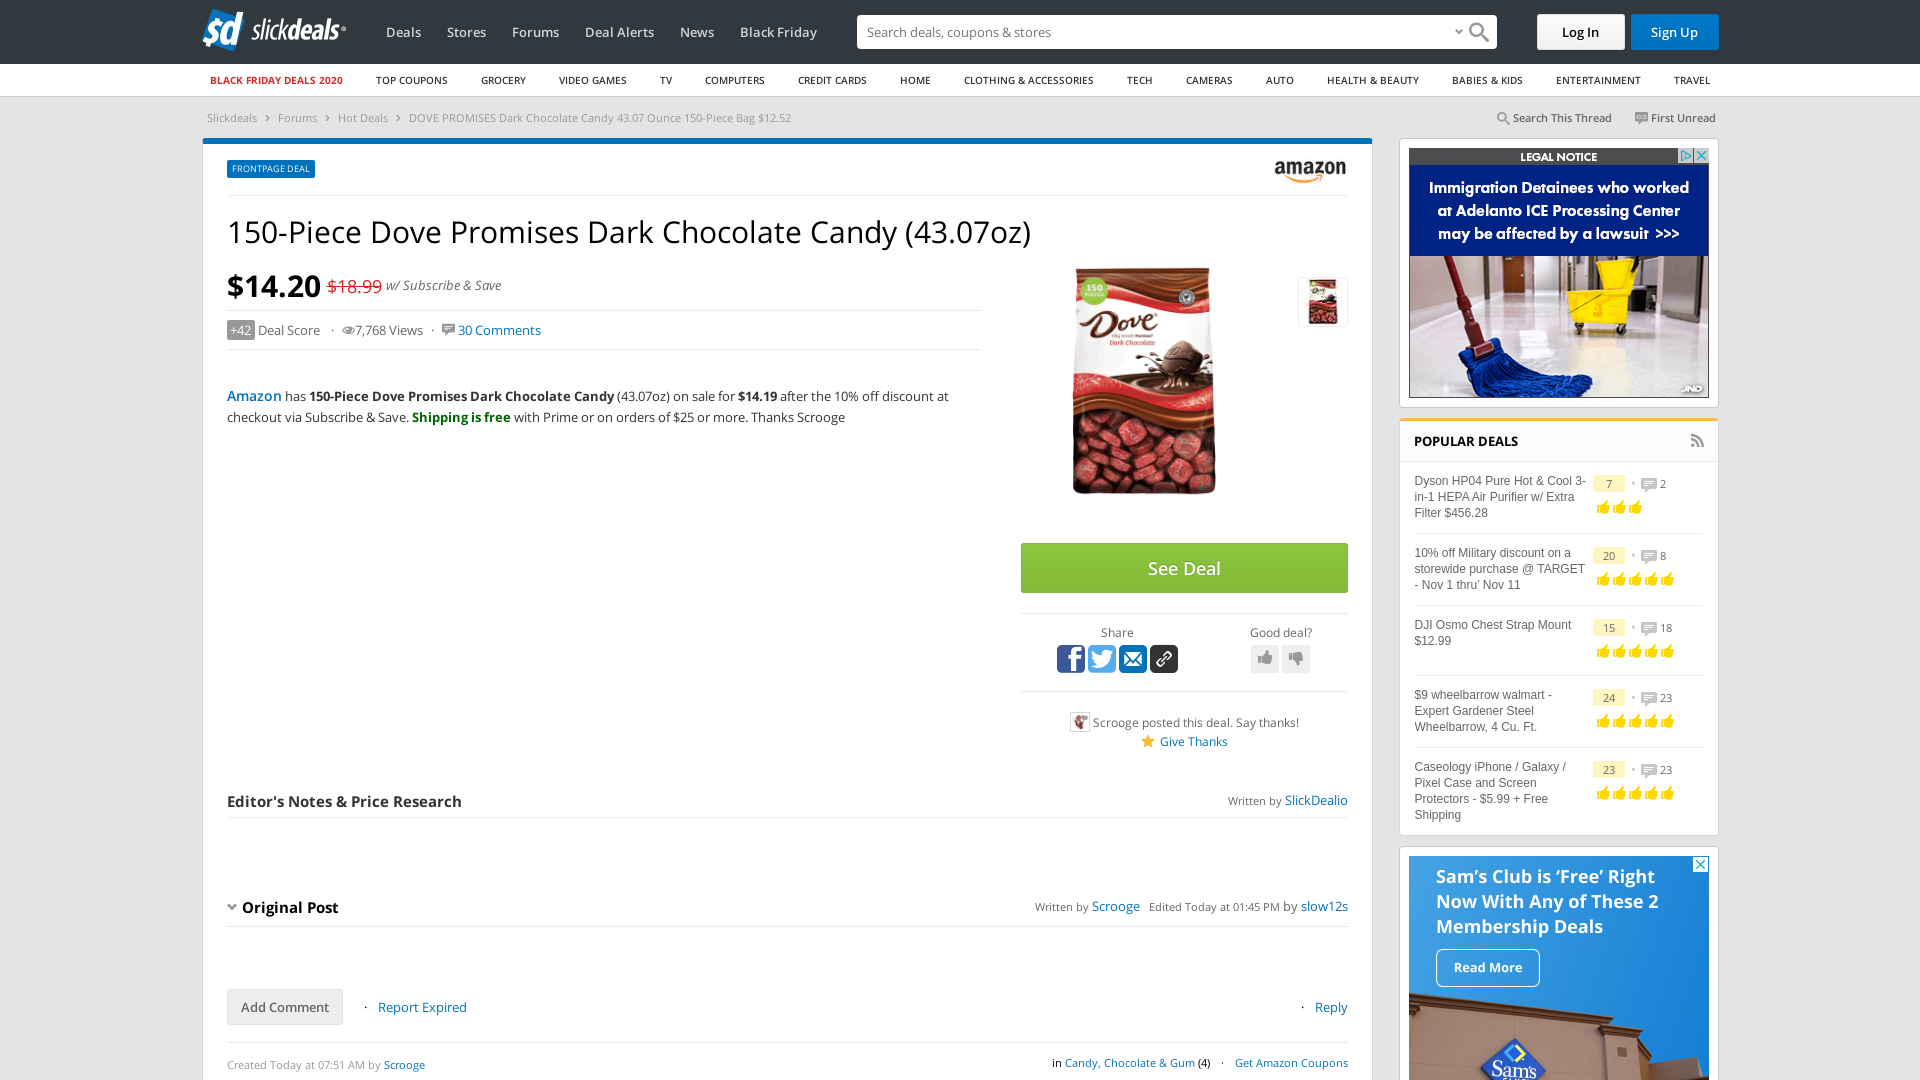 sd slickdeals
Deals Stores Forums Deal Alerts News Black Friday
Search deals, coupons & stores
Log In Sign Up
BLACK FRIDAY DEALS 2020 TOP COUPONS GROCERY VIDEO GAMES TV COMPUTERS CREDIT CARDS HOME CLOTHING & ACCESSORIES TECH CAMERAS AUTO HEALTH & BEAUTY BABIES & KIDS ENTERTAINMENT TRAVEL
Slickdeals › Forums › Hot Deals › DOVE PROMISES Dark Chocolate Candy 43.07 Ounce 150-Piece Bag $12.52
Search This Thread First Unread
FRONTPAGE DEAL
amazon
150-Piece Dove Promises Dark Chocolate Candy (43.07oz)
$14.20 $18.99 w/ Subscribe & Save
+42 Deal Score · 7,768 Views · 30 Comments
Amazon has 150-Piece Dove Promises Dark Chocolate Candy (43.07oz) on sale for $14.19 after the 10% off discount at
checkout via Subscribe & Save. Shipping is free with Prime or on orders of $25 or more. Thanks Scrooge
150
PIECES
Dove
Dark Chocolate
See Deal
Share
Good deal?
Scrooge posted this deal. Say thanks!
Give Thanks
Editor's Notes & Price Research
Written by SlickDealio
Original Post
Written by Scrooge Edited Today at 01:45 PM by slow12s
Add Comment · Report Expired
· Reply
Created Today at 07:51 AM by Scrooge
in Candy, Chocolate & Gum (4) · Get Amazon Coupons
LEGAL NOTICE
Immigration Detainees who worked
at Adelanto ICE Processing Center
may be affected by a lawsuit >>>
JND
POPULAR DEALS
Dyson HP04 Pure Hot & Cool 3-
in-1 HEPA Air Purifier w/ Extra
Filter $456.28
7 • 2
10% off Military discount on a
storewide purchase @ TARGET
- Nov 1 thru' Nov 11
20 • 8
DJI Osmo Chest Strap Mount
$12.99
15 • 18
$9 wheelbarrow walmart -
Expert Gardener Steel
Wheelbarrow, 4 Cu. Ft.
24 • 23
Caseology iPhone / Galaxy /
Pixel Case and Screen
Protectors - $5.99 + Free
Shipping
23 • 23
Sam's Club is 'Free' Right
Now With Any of These 2
Membership Deals
Read More
Sam's